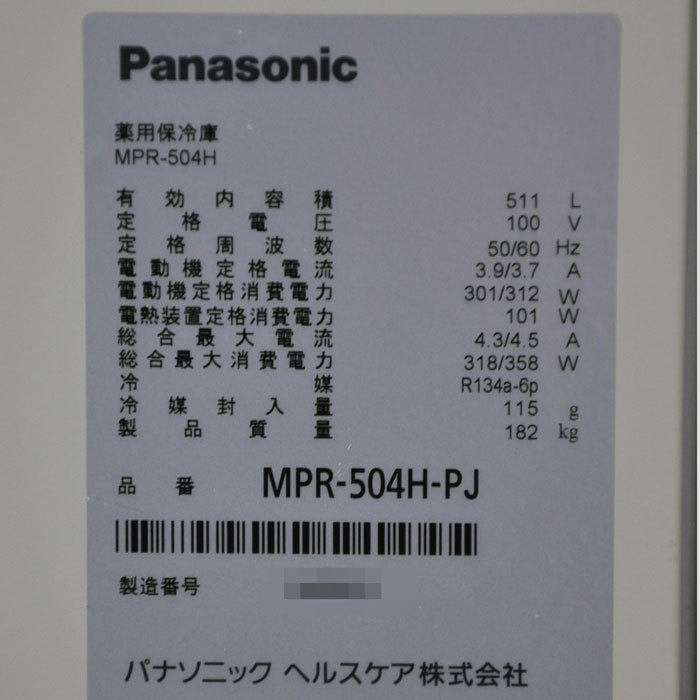 Panasonic
薬用保冷庫
MPR-504H
有効内容積 511 L
定格電圧 100 V
定格周波数 50/60 Hz
電動機定格電流 3.9/3.7 A
電動機定格消費電力 301/312 W
電熱装置定格消費電力 101 W
総合最大電流 4.3/4.5 A
総合最大消費電力 318/358 W
冷媒 R134a-6p
冷媒封入量 115 g
製品質量 182 kg
品番 MPR-504H-PJ
製造番号
パナソニック ヘルスケア株式会社